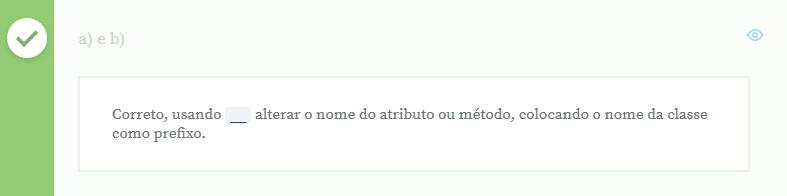 a) e b)
Correto, usando __ alterar o nome do atributo ou método, colocando o nome da classe
como prefixo.